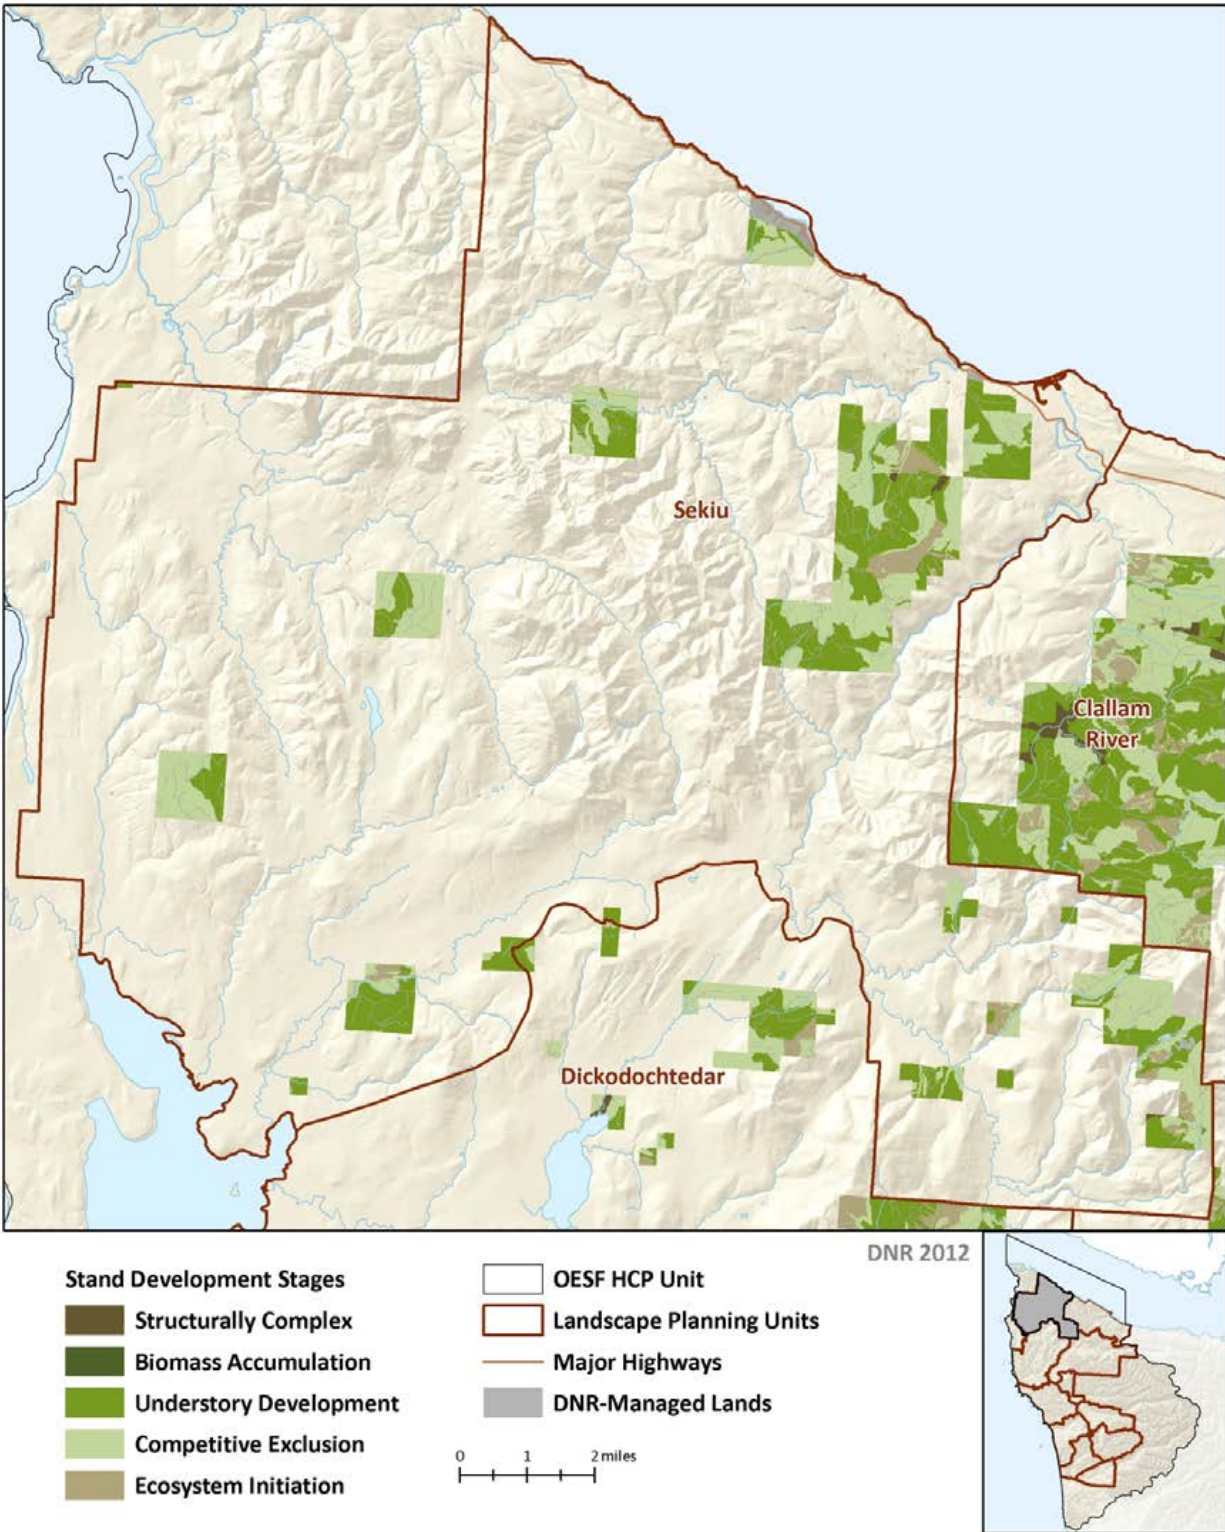 Sekiu
Clallam
River
Dickodochtedar
DNR 2012
Stand Development Stages
Structurally Complex
Biomass Accumulation
Understory Development
Competitive Exclusion
Ecosystem Initiation
OESF HCP Unit
Landscape Planning Units
Major Highways
DNR-Managed Lands
0 1 2 miles